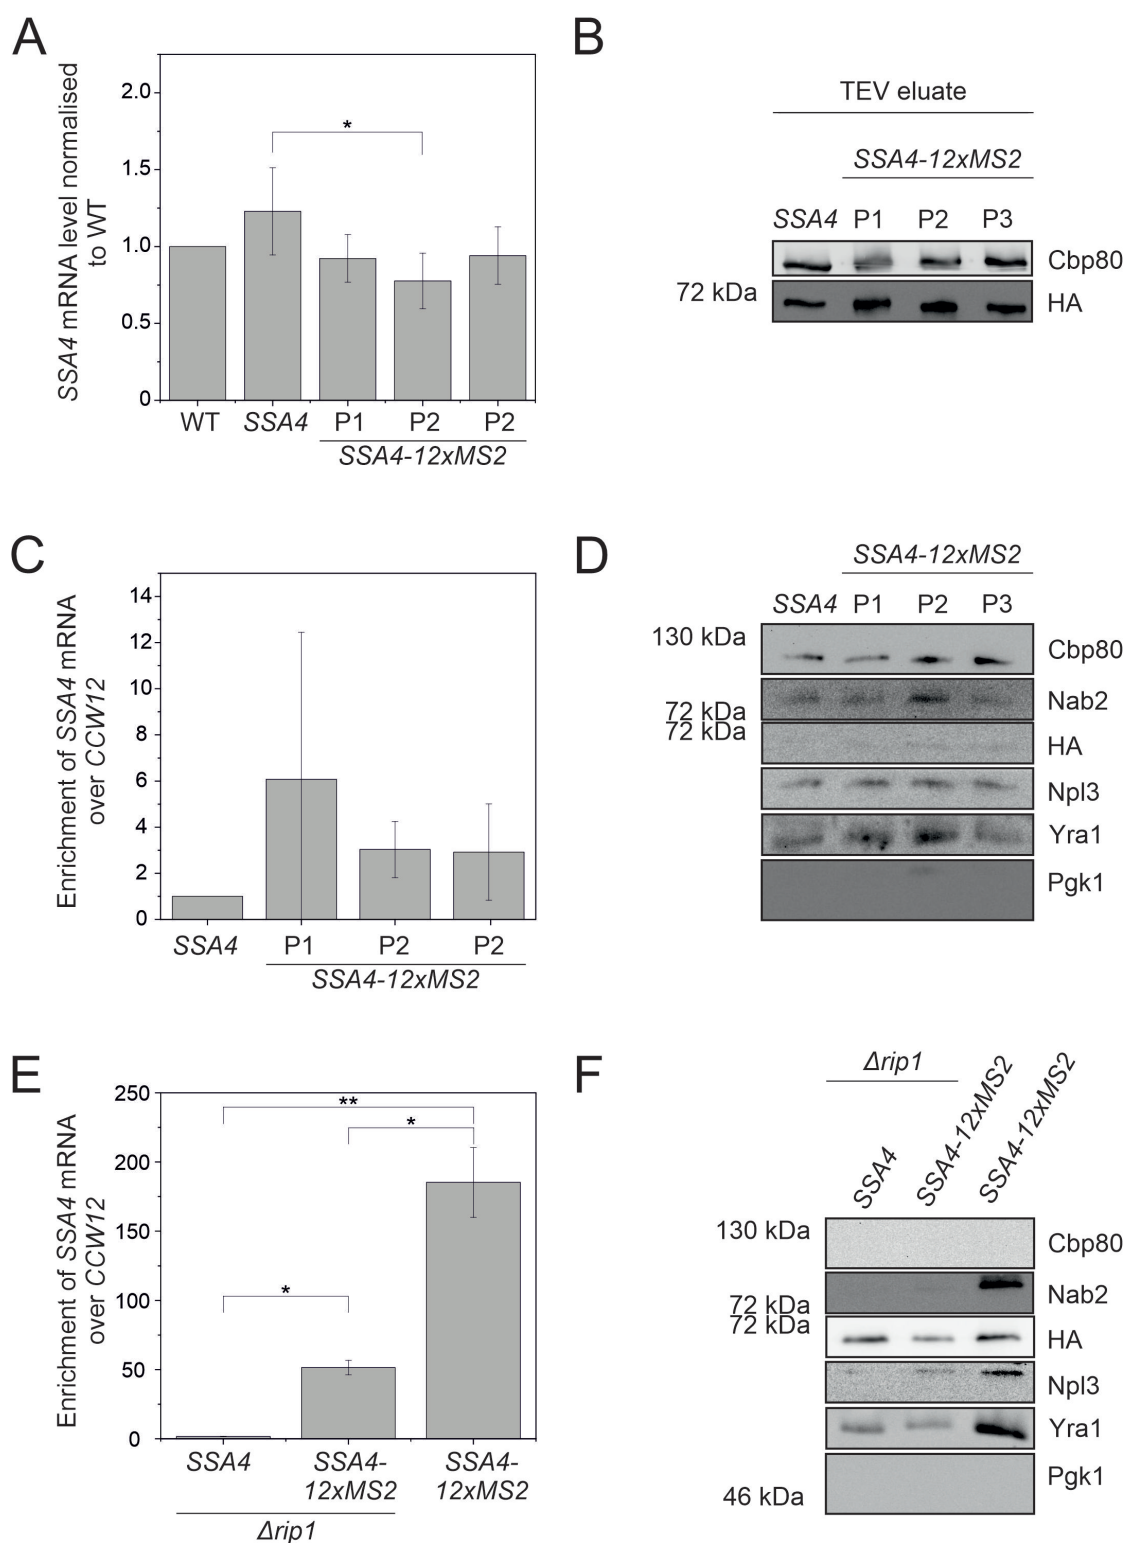 A
SSA4 mRNA level normalised
to WT
2.0
1.5
1.0
0.5
0
*
WT SSA4 P1 P2 P2
SSA4-12xMS2
B
TEV eluate
SSA4-12xMS2
SSA4 P1 P2 P3
Cbp80
72 kDa
HA
C
Enrichment of SSA4 mRNA
over CCW12
14
12
10
8
6
4
2
0
SSA4 P1 P2 P2
SSA4-12xMS2
D
SSA4-12xMS2
SSA4 P1 P2 P3
130 kDa
Cbp80
Nab2
72 kDa
72 kDa
HA
Npl3
Yra1
Pgk1
E
Enrichment of SSA4 mRNA
over CCW12
250
200
150
100
50
0
**
*
*
SSA4 SSA4- SSA4-
12xMS2 12xMS2
Δrip1
F
Δrip1
SSA4
SSA4-12xMS2
SSA4-12xMS2
130 kDa
Cbp80
Nab2
72 kDa
72 kDa
HA
Npl3
Yra1
Pgk1
46 kDa